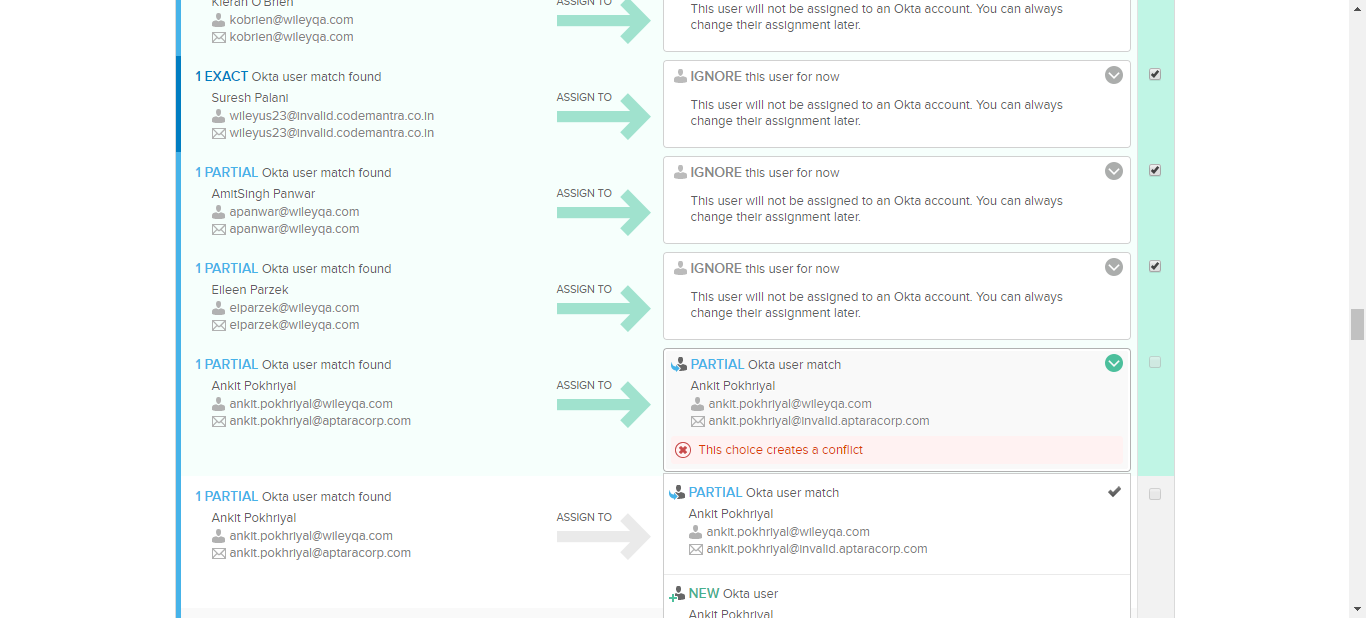 Kieran O'Brien
kobrien@wileyqa.com
kobrien@wileyqa.com
ASSIGN TO
This user will not be assigned to an Okta account. You can always
change their assignment later.
1 EXACT Okta user match found
Suresh Palani
wileyus23@invalid.codemantra.co.in
wileyus23@invalid.codemantra.co.in
ASSIGN TO
IGNORE this user for now
This user will not be assigned to an Okta account. You can always
change their assignment later.
1 PARTIAL Okta user match found
AmitSingh Panwar
apanwar@wileyqa.com
apanwar@wileyqa.com
ASSIGN TO
IGNORE this user for now
This user will not be assigned to an Okta account. You can always
change their assignment later.
1 PARTIAL Okta user match found
Eileen Parzek
eiparzek@wileyqa.com
eiparzek@wileyqa.com
ASSIGN TO
IGNORE this user for now
This user will not be assigned to an Okta account. You can always
change their assignment later.
1 PARTIAL Okta user match found
Ankit Pokhriyal
ankit.pokhriyal@wileyqa.com
ankit.pokhriyal@aptaracorp.com
ASSIGN TO
PARTIAL Okta user match
Ankit Pokhriyal
ankit.pokhriyal@wileyqa.com
ankit.pokhriyal@invalid.aptaracorp.com
This choice creates a conflict
1 PARTIAL Okta user match found
Ankit Pokhriyal
ankit.pokhriyal@wileyqa.com
ankit.pokhriyal@aptaracorp.com
ASSIGN TO
PARTIAL Okta user match
Ankit Pokhriyal
ankit.pokhriyal@wileyqa.com
ankit.pokhriyal@invalid.aptaracorp.com
NEW Okta user
Ankit Pokhriyal